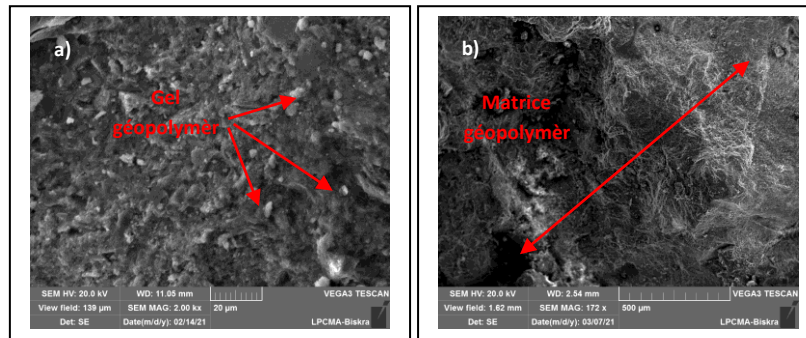 a)
Gel
géopolymèr
SEM HV: 20.0 kV WD: 11.05 mm VEGA3 TESCAN
View field: 139 µm SEM MAG: 2.00 kx 20 µm
Det: SE Date(m/d/y): 02/14/21 LPCMA-Biskra
b)
Matrice
géopolymèr
SEM HV: 20.0 kV WD: 2.54 mm VEGA3 TESCAN
View field: 1.62 mm SEM MAG: 172 x 500 µm
Det: SE Date(m/d/y): 03/07/21 LPCMA-Biskra